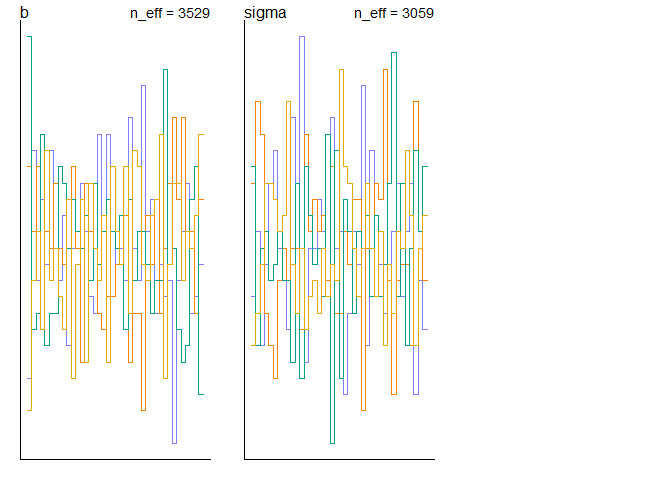 b n_eff = 3529
sigma n_eff = 3059